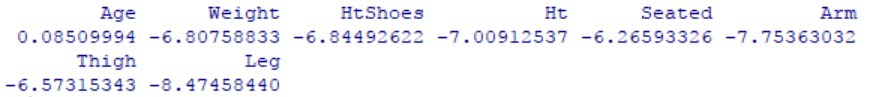 Age Weight HtShoes Ht Seated Arm
0.08509994 -6.80758833 -6.84492622 -7.00912537 -6.26593326 -7.75363032
Thigh Leg
-6.57315343 -8.47458440